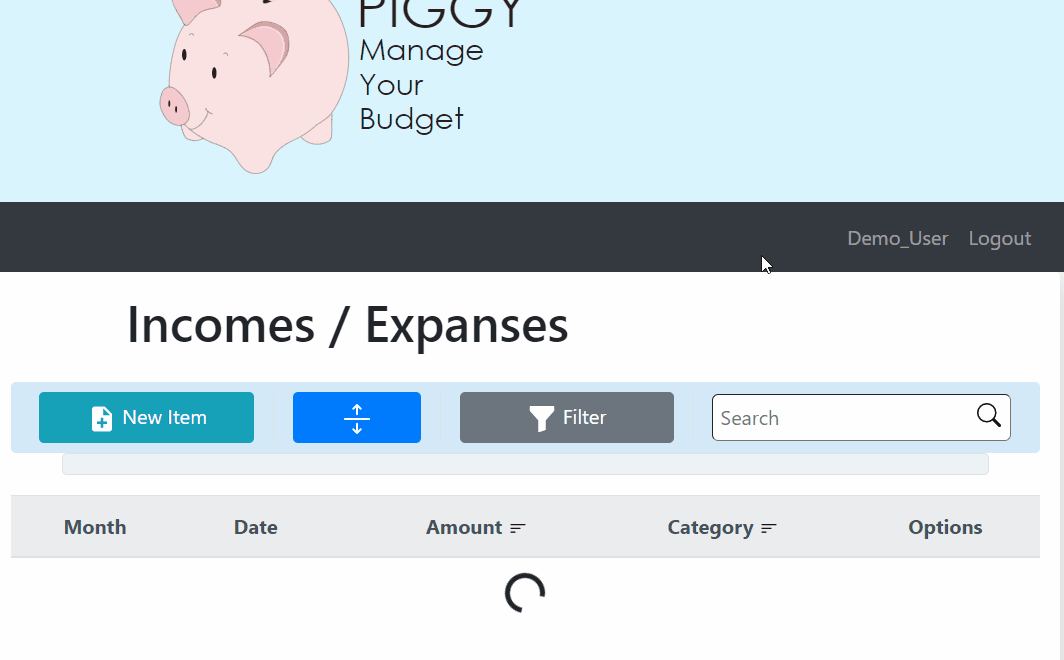 PIGGY
Manage
Your
Budget
Demo_User Logout
Incomes / Expanses
New Item
Filter
Search
Month Date Amount Category Options